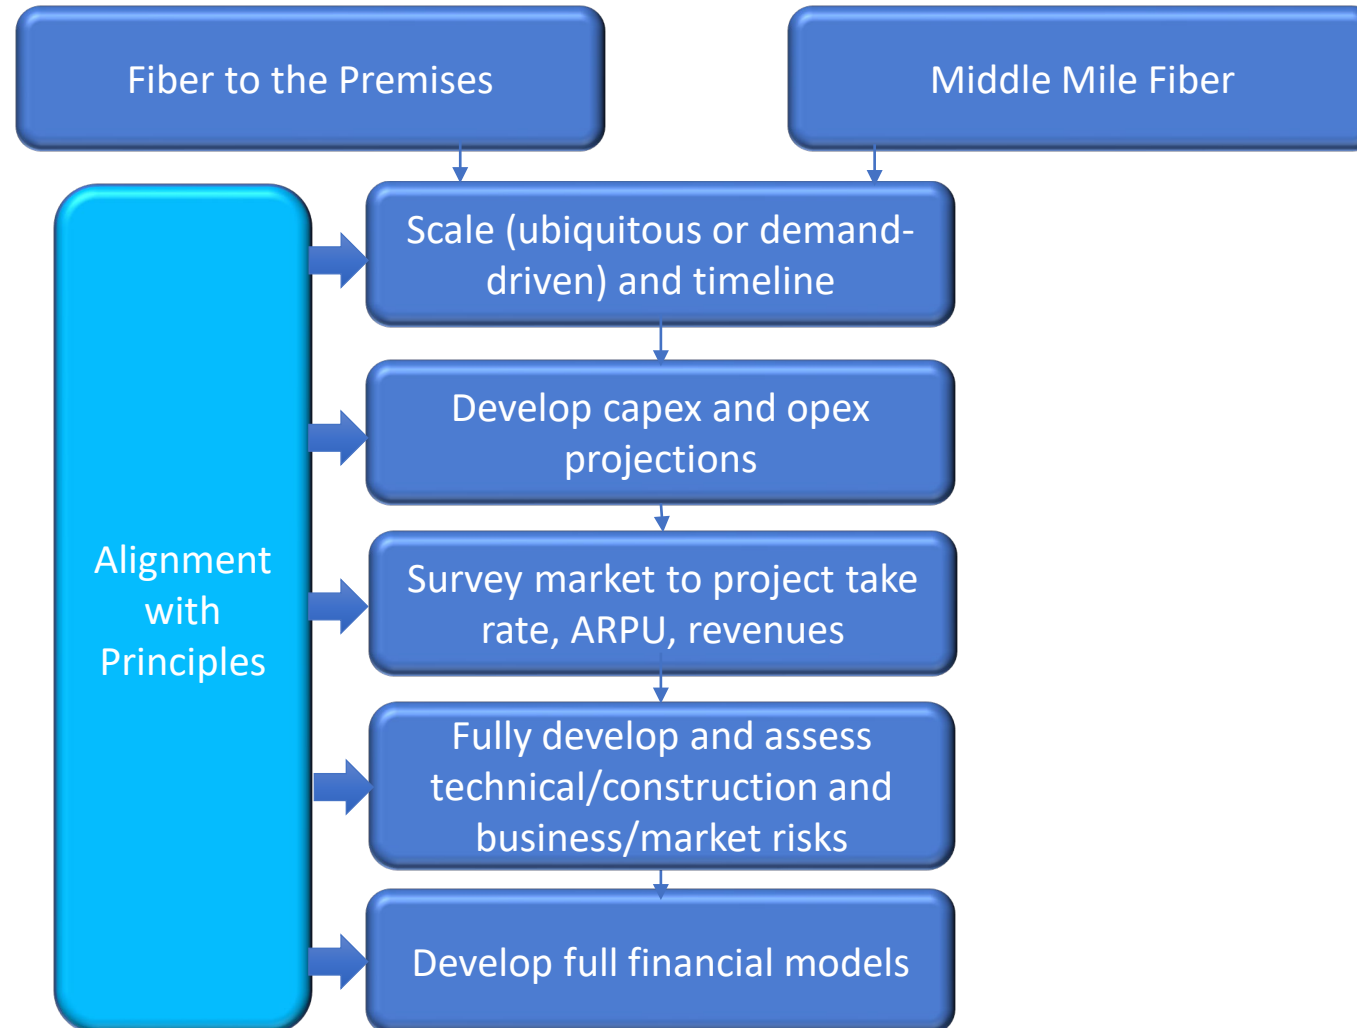 Fiber to the Premises
Middle Mile Fiber
Scale (ubiquitous or demand-
driven) and timeline
Develop capex and opex
projections
Alignment
with
Principles
Survey market to project take
rate, ARPU, revenues
Fully develop and assess
technical/construction and
business/market risks
Develop full financial models